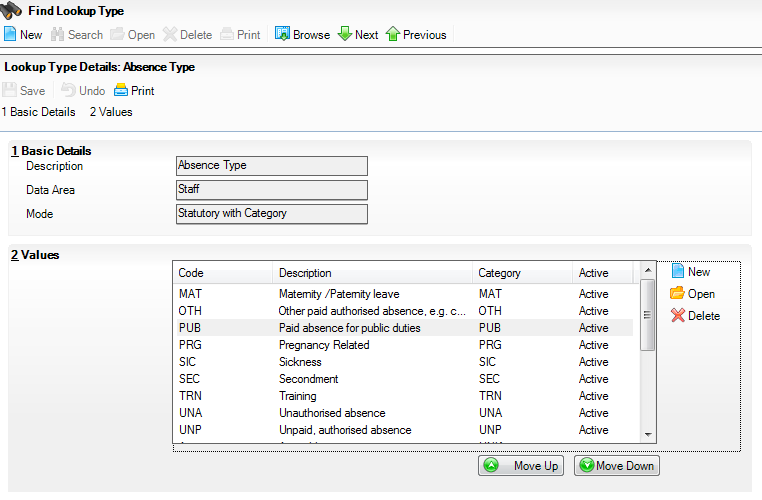 Find Lookup Type
New Search Open Delete Print Browse Next Previous
Lookup Type Details: Absence Type
Save Undo Print
1 Basic Details 2 Values
1 Basic Details
Description Absence Type
Data Area Staff
Mode Statutory with Category
2 Values
Code Description Category Active
MAT Maternity /Paternity leave MAT Active
OTH Other paid authorised absence, e.g. c... OTH Active
PUB Paid absence for public duties PUB Active
PRG Pregnancy Related PRG Active
SIC Sickness SIC Active
SEC Secondment SEC Active
TRN Training TRN Active
UNA Unauthorised absence UNA Active
UNP Unpaid, authorised absence UNP Active
New
Open
Delete
Move Up Move Down